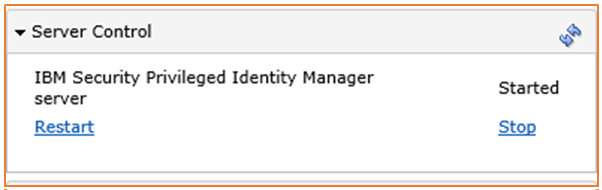 Server Control
IBM Security Privileged Identity Manager
server
Started
Restart
Stop